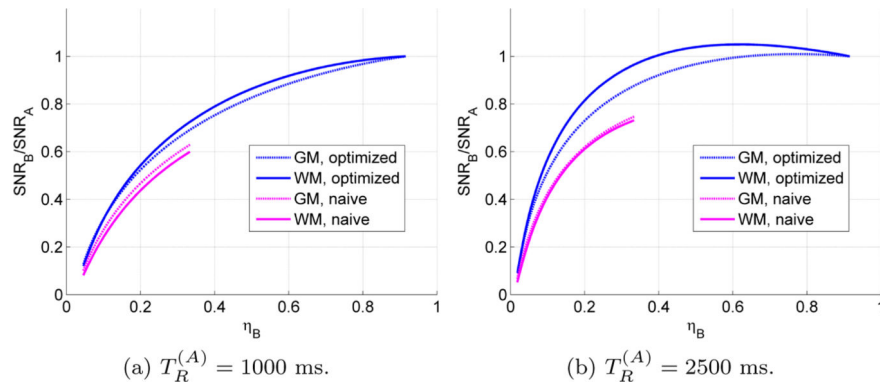 1
0.8
0.6
0.4
0.2
0
0 0.2 0.4 0.6 0.8 1
SNR_B/SNR_A
η_B
GM, optimized
WM, optimized
GM, naive
WM, naive
(a) T_R^(A) = 1000 ms.
1
0.8
0.6
0.4
0.2
0
0 0.2 0.4 0.6 0.8 1
SNR_B/SNR_A
η_B
GM, optimized
WM, optimized
GM, naive
WM, naive
(b) T_R^(A) = 2500 ms.